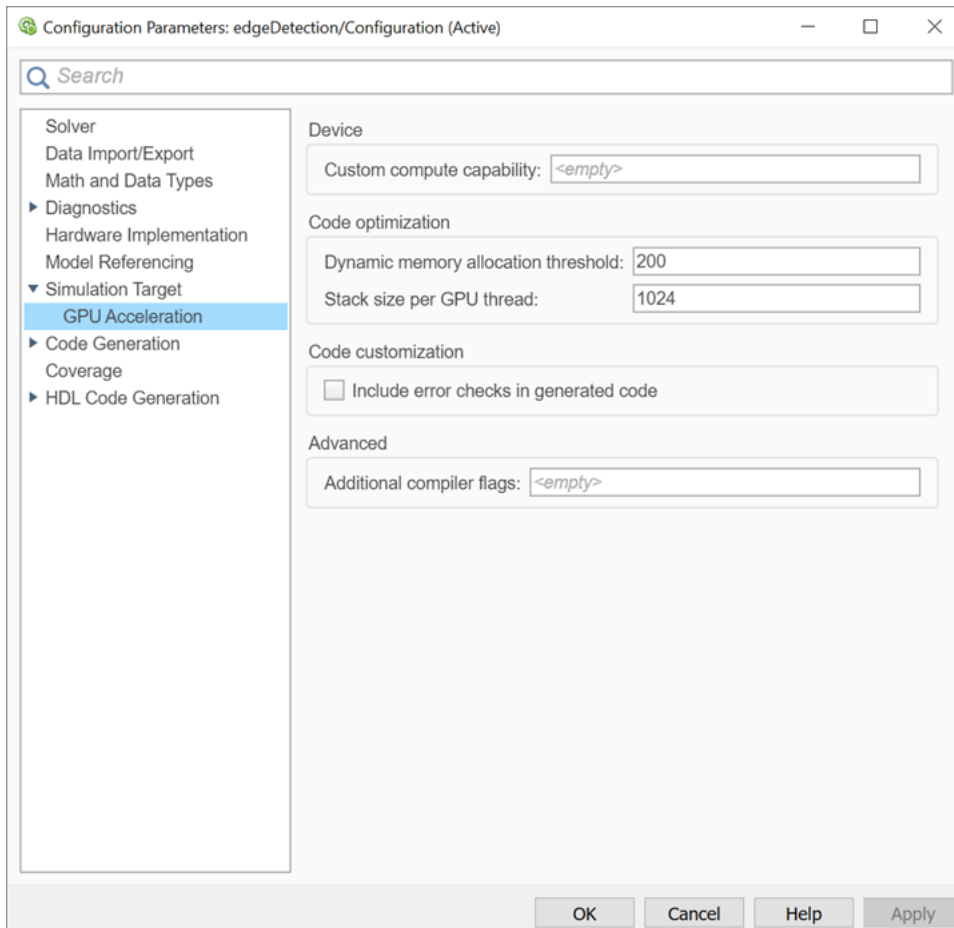 Configuration Parameters: edgeDetection/Configuration (Active)
Search
Solver
Data Import/Export
Math and Data Types
Diagnostics
Hardware Implementation
Model Referencing
Simulation Target
GPU Acceleration
Code Generation
Coverage
HDL Code Generation
Device
Custom compute capability: <empty>
Code optimization
Dynamic memory allocation threshold: 200
Stack size per GPU thread: 1024
Code customization
Include error checks in generated code
Advanced
Additional compiler flags: <empty>
OK Cancel Help Apply